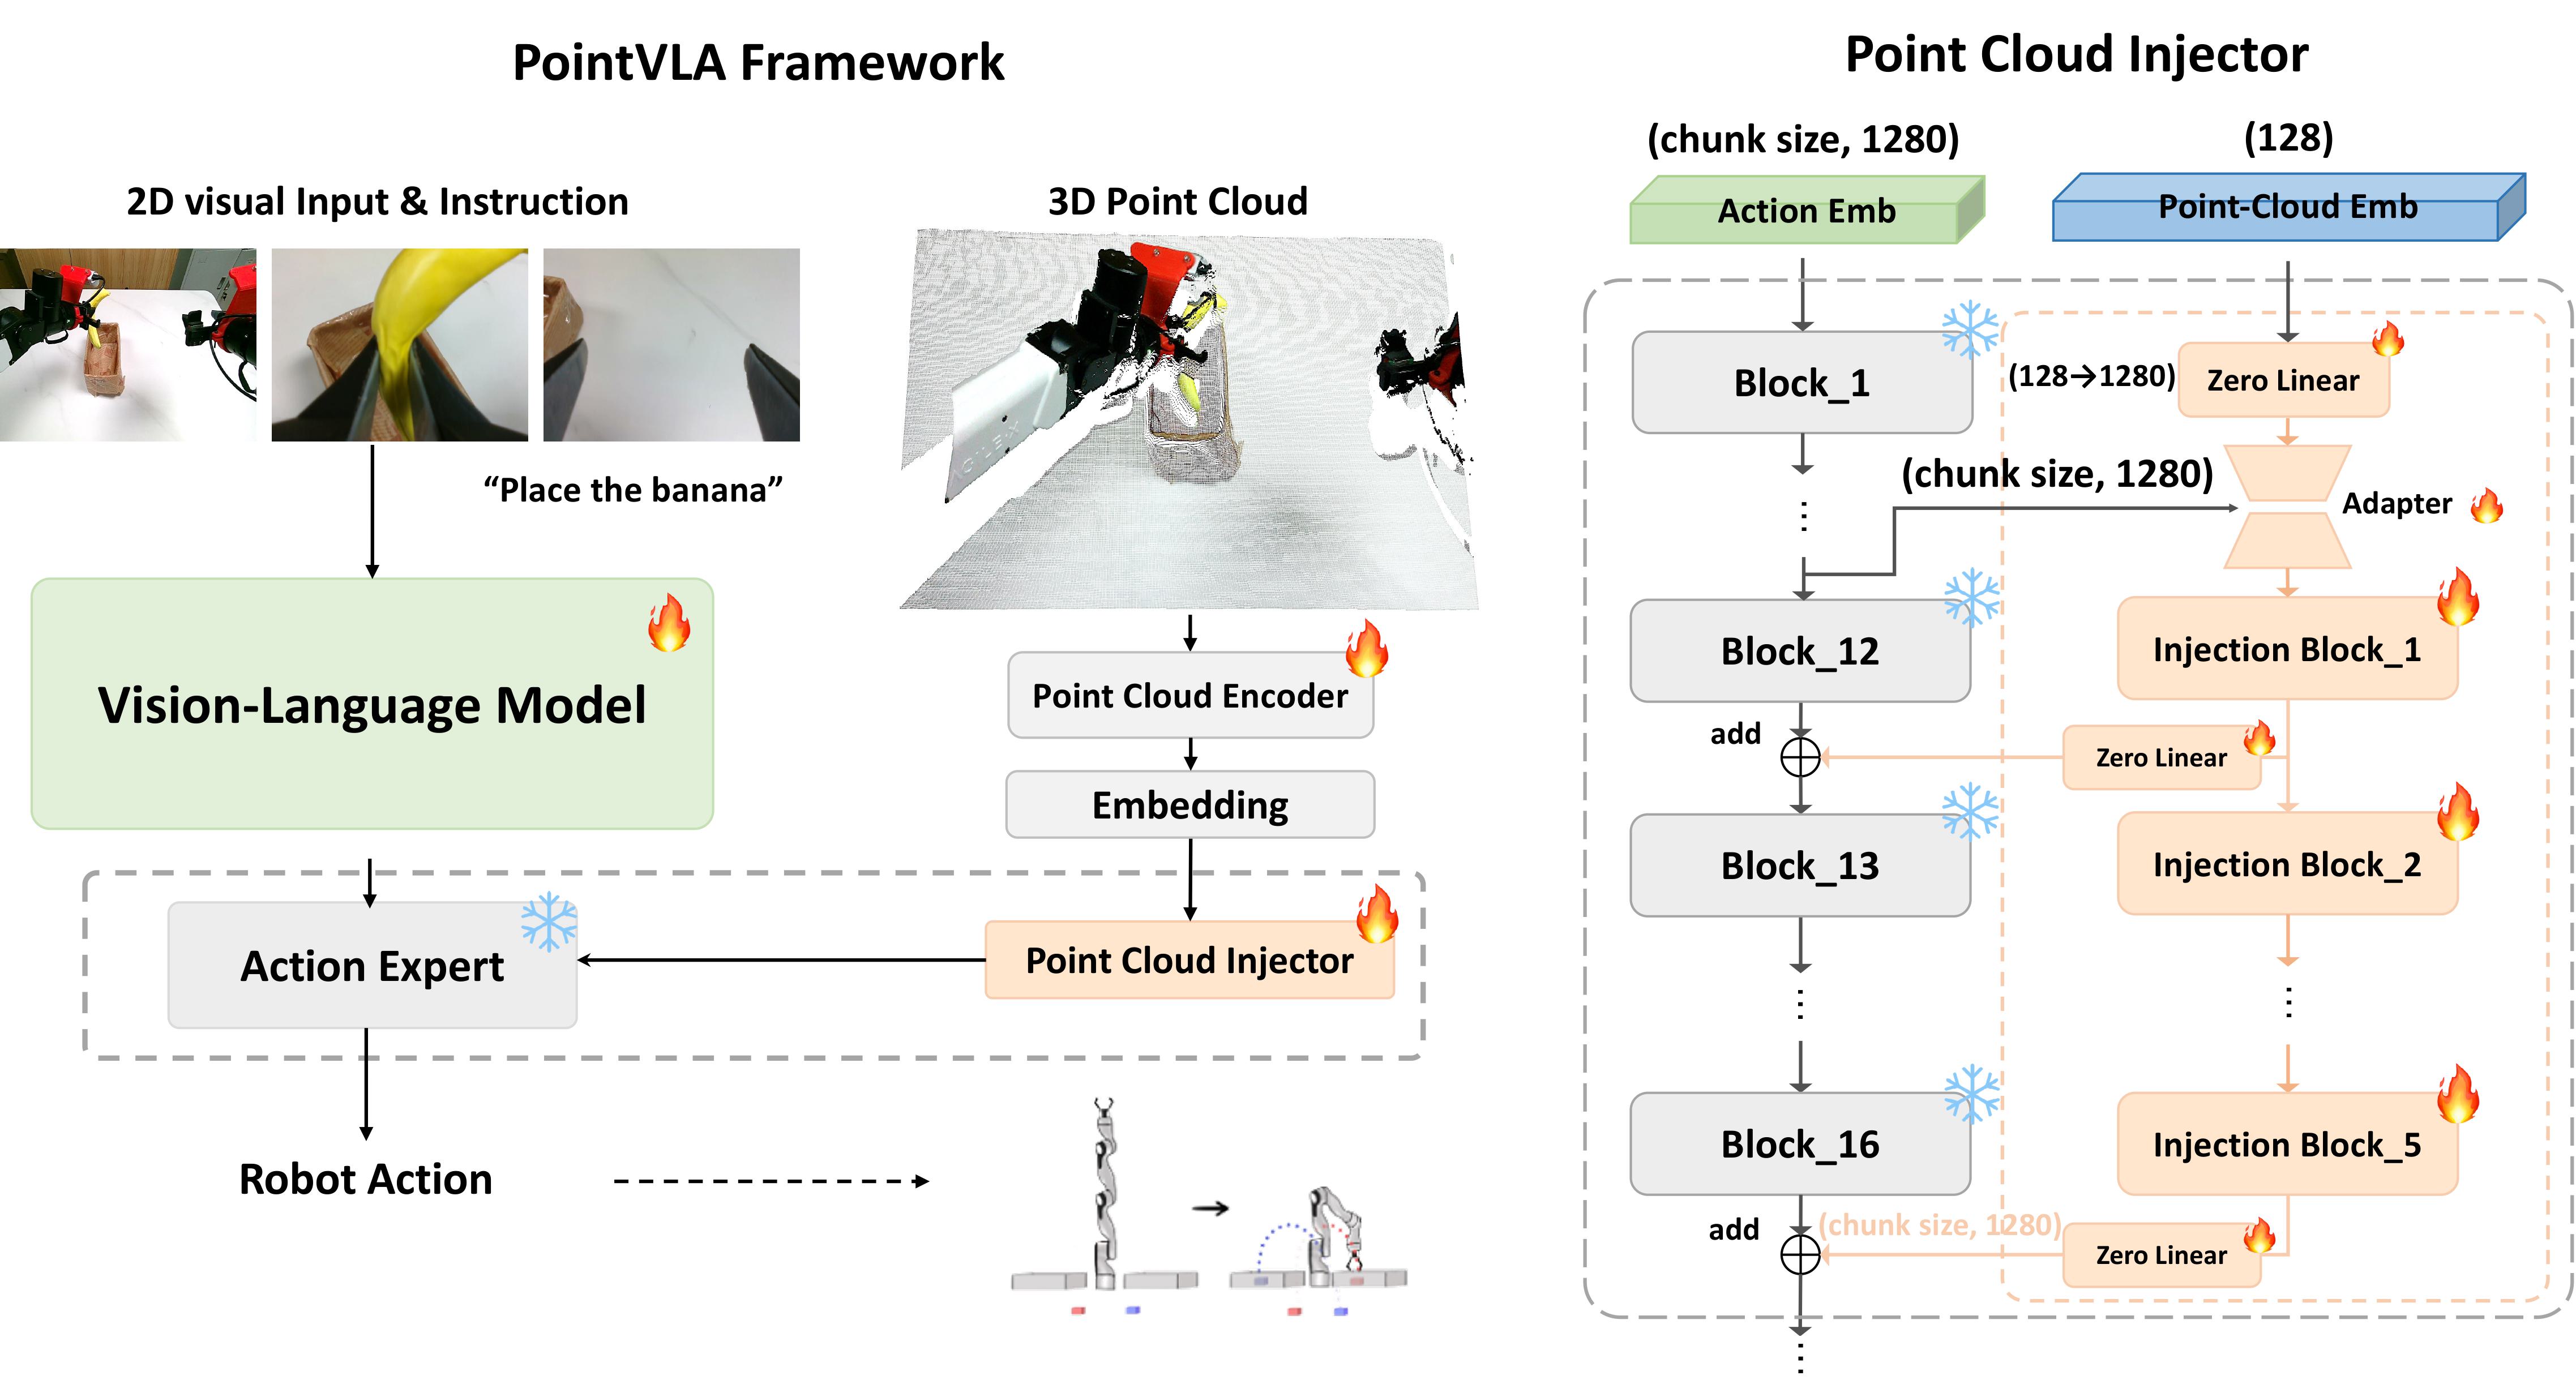 PointVLA Framework
2D visual Input & Instruction
3D Point Cloud
“Place the banana”
Vision-Language Model
Point Cloud Encoder
Embedding
Action Expert
Point Cloud Injector
Robot Action
Point Cloud Injector
(chunk size, 1280)
(128)
Action Emb
Point-Cloud Emb
Block_1
(128→1280)
Zero Linear
(chunk size, 1280)
Adapter
Block_12
Injection Block_1
add
Zero Linear
Block_13
Injection Block_2
⋮
⋮
Block_16
Injection Block_5
add
(chunk size, 1280)
Zero Linear